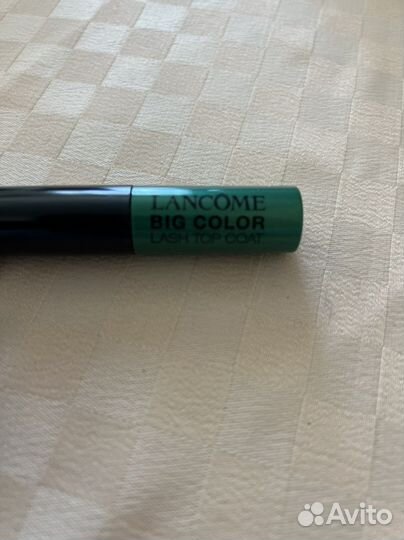 LANCOME
BIG COLOR
LASH TOP COAT
Avito